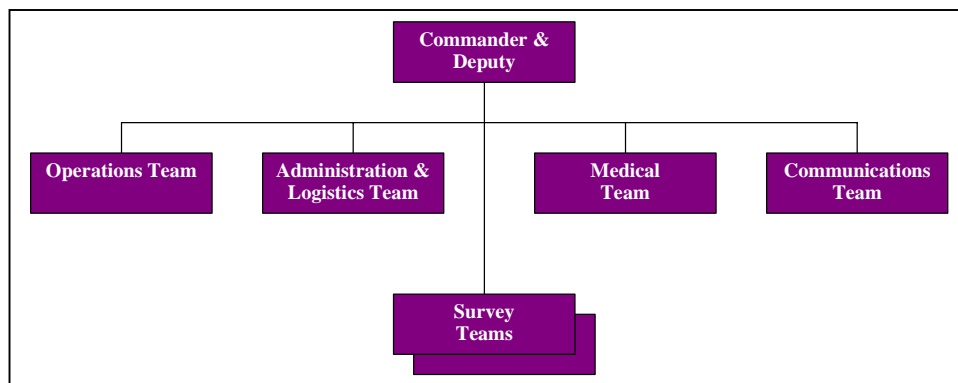 Commander &
Deputy
Operations Team
Administration &
Logistics Team
Medical
Team
Communications
Team
Survey
Teams